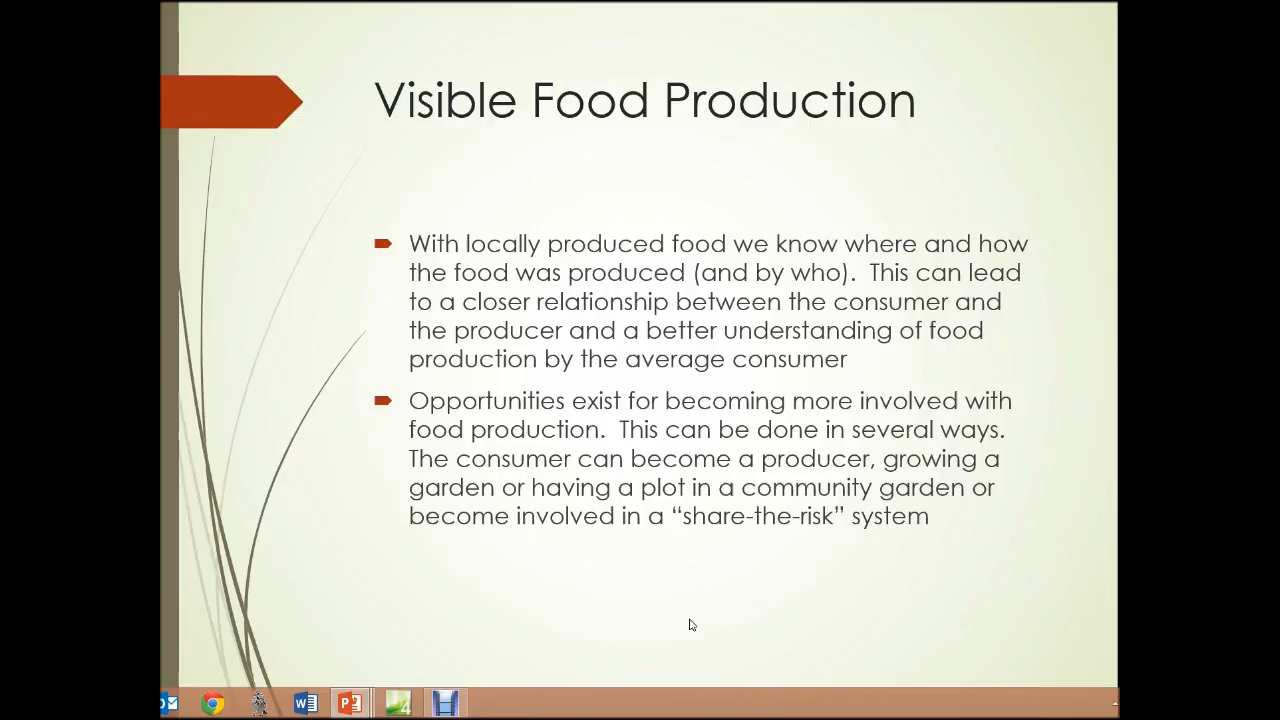 Visible Food Production
With locally produced food we know where and how
the food was produced (and by who).  This can lead
to a closer relationship between the consumer and
the producer and a better understanding of food
production by the average consumer
Opportunities exist for becoming more involved with
food production.  This can be done in several ways.
The consumer can become a producer, growing a
garden or having a plot in a community garden or
become involved in a “share-the-risk” system